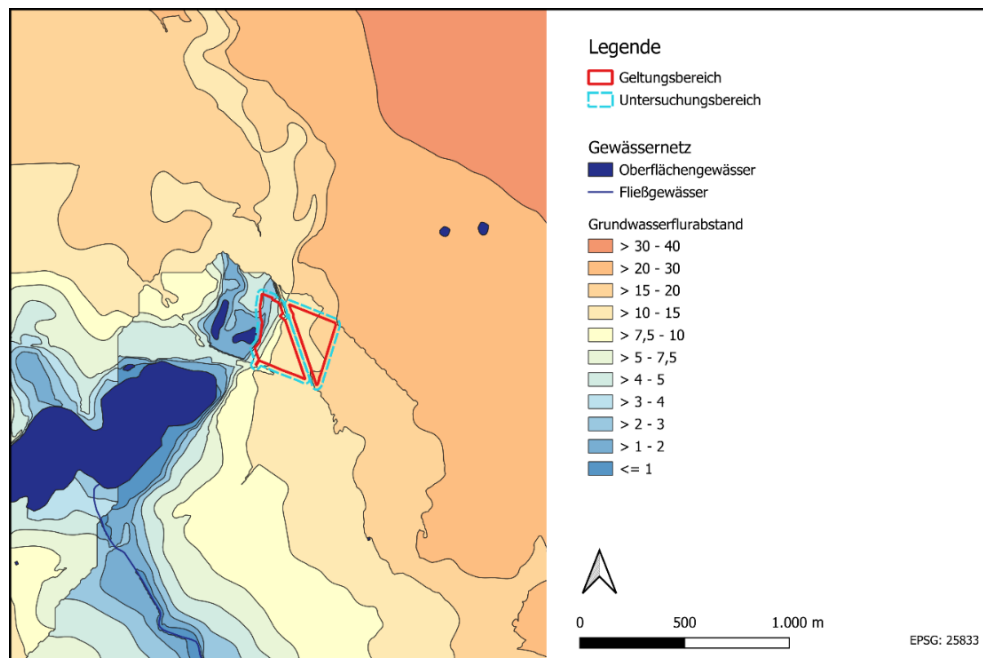 Legende
Geltungsbereich
Untersuchungsbereich
Gewässernetz
Oberflächengewässer
Fließgewässer
Grundwasserflurabstand
> 30 - 40
> 20 - 30
> 15 - 20
> 10 - 15
> 7,5 - 10
> 5 - 7,5
> 4 - 5
> 3 - 4
> 2 - 3
> 1 - 2
<= 1
0 500 1.000 m
EPSG: 25833